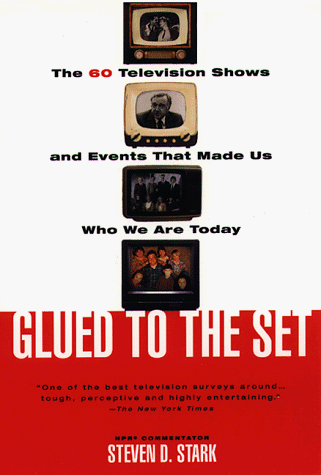 The 60 Television Shows
and Events That Made Us
Who We Are Today
GLUED TO THE SET
"One of the best television surveys around...
tough, perceptive and highly entertaining."
—The New York Times
NPR® COMMENTATOR
STEVEN D. STARK